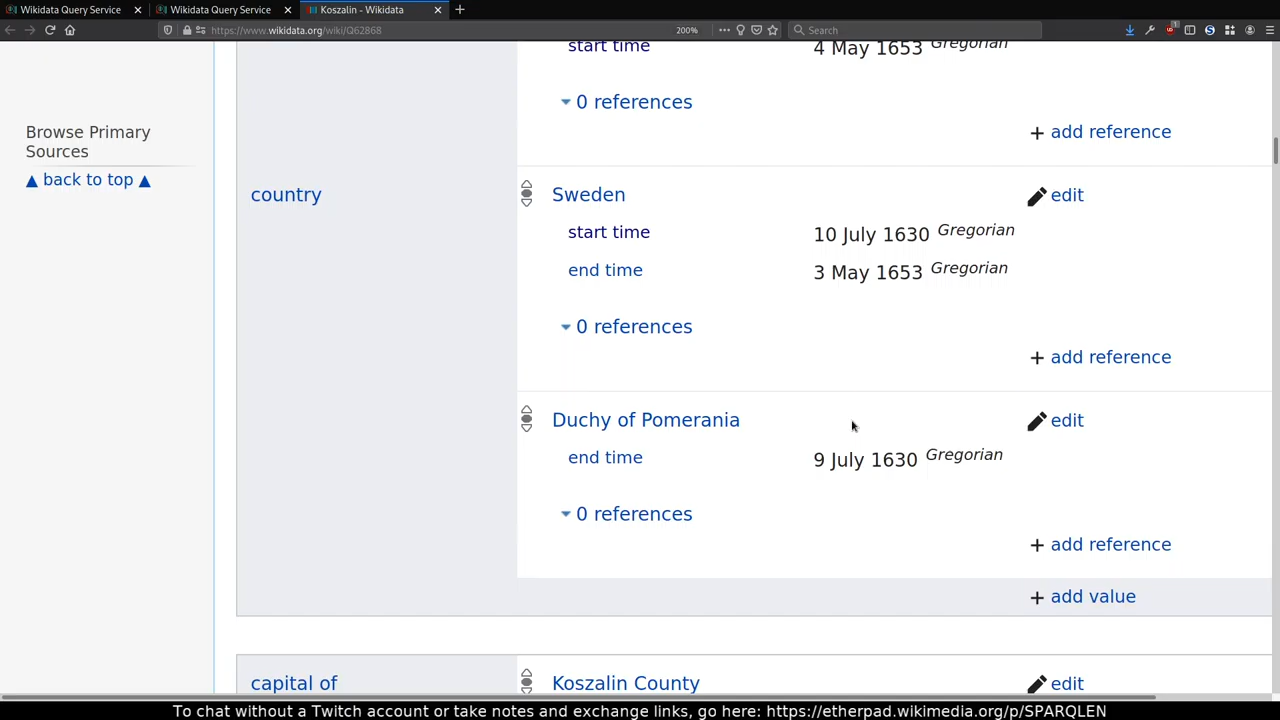 Wikidata Query Service
Wikidata Query Service
Koszalin - Wikidata
https://www.wikidata.org/wiki/Q62868
200%
Search
Browse Primary
Sources
▲ back to top ▲
start time
4 May 1653 Gregorian
0 references
+ add reference
country
Sweden
edit
start time
10 July 1630 Gregorian
end time
3 May 1653 Gregorian
0 references
+ add reference
Duchy of Pomerania
edit
end time
9 July 1630 Gregorian
0 references
+ add reference
+ add value
capital of
Koszalin County
edit
To chat without a Twitch account or take notes and exchange links, go here: https://etherpad.wikimedia.org/p/SPARQLEN